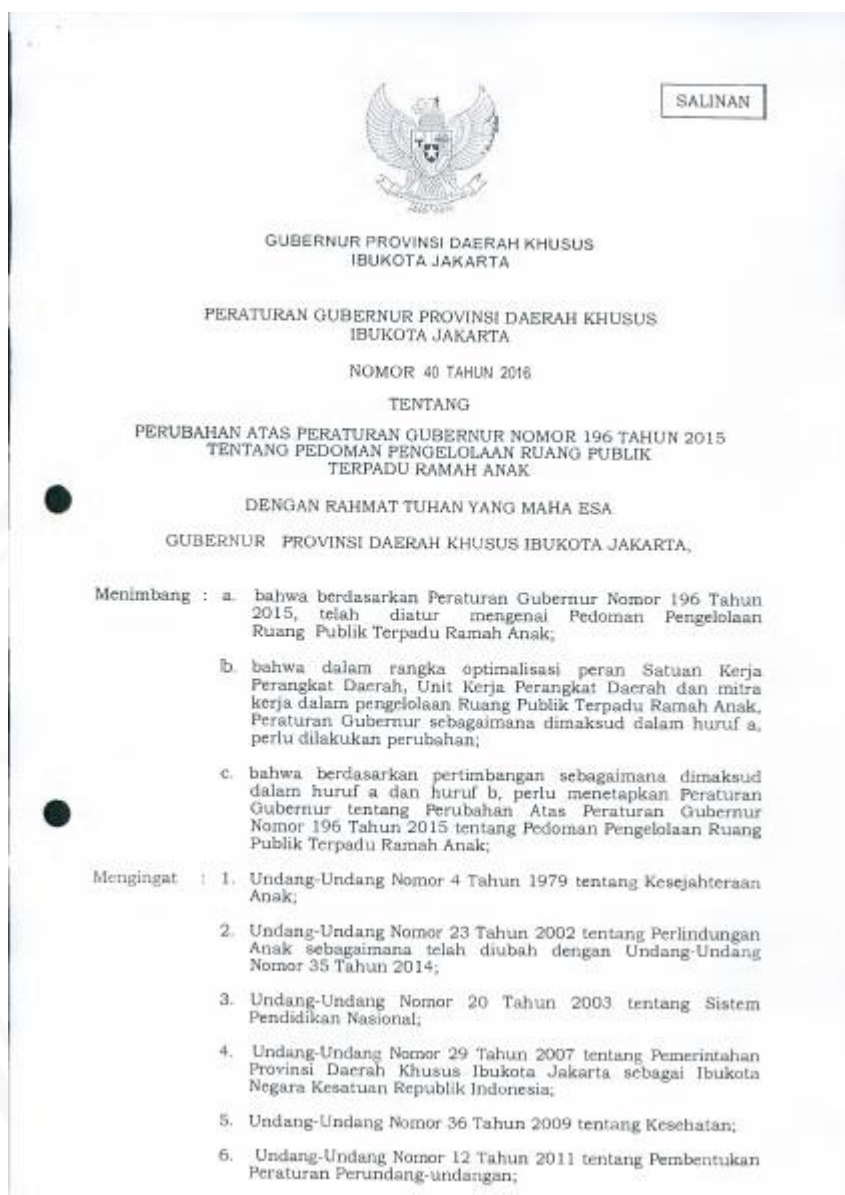 SALINAN
GUBERNUR PROVINSI DAERAH KHUSUS
IBUKOTA JAKARTA
PERATURAN GUBERNUR PROVINSI DAERAH KHUSUS
IBUKOTA JAKARTA
NOMOR 40 TAHUN 2016
TENTANG
PERUBAHAN ATAS PERATURAN GUBERNUR NOMOR 196 TAHUN 2015
TENTANG PEDOMAN PENGELOLAAN RUANG PUBLIK
TERPADU RAMAH ANAK
DENGAN RAHMAT TUHAN YANG MAHA ESA
GUBERNUR PROVINSI DAERAH KHUSUS IBUKOTA JAKARTA,
Menimbang : a. bahwa berdasarkan Peraturan Gubernur Nomor 196 Tahun
2015, telah diatur mengenai Pedoman Pengelolaan
Ruang Publik Terpadu Ramah Anak;
b. bahwa dalam rangka optimalisasi peran Satuan Kerja
Perangkat Daerah, Unit Kerja Perangkat Daerah dan mitra
kerja dalam pengelolaan Ruang Publik Terpadu Ramah Anak,
Peraturan Gubernur sebagaimana dimaksud dalam huruf a,
perlu dilakukan perubahan;
c. bahwa berdasarkan pertimbangan sebagaimana dimaksud
dalam huruf a dan huruf b, perlu menetapkan Peraturan
Gubernur tentang Perubahan Atas Peraturan Gubernur
Nomor 196 Tahun 2015 tentang Pedoman Pengelolaan Ruang
Publik Terpadu Ramah Anak;
Mengingat : 1. Undang-Undang Nomor 4 Tahun 1979 tentang Kesejahteraan
Anak;
2. Undang-Undang Nomor 23 Tahun 2002 tentang Perlindungan
Anak sebagaimana telah diubah dengan Undang-Undang
Nomor 35 Tahun 2014;
3. Undang-Undang Nomor 20 Tahun 2003 tentang Sistem
Pendidikan Nasional;
4. Undang-Undang Nomor 29 Tahun 2007 tentang Pemerintahan
Provinsi Daerah Khusus Ibukota Jakarta sebagai Ibukota
Negara Kesatuan Republik Indonesia;
5. Undang-Undang Nomor 36 Tahun 2009 tentang Kesehatan;
6. Undang-Undang Nomor 12 Tahun 2011 tentang Pembentukan
Peraturan Perundang-undangan;